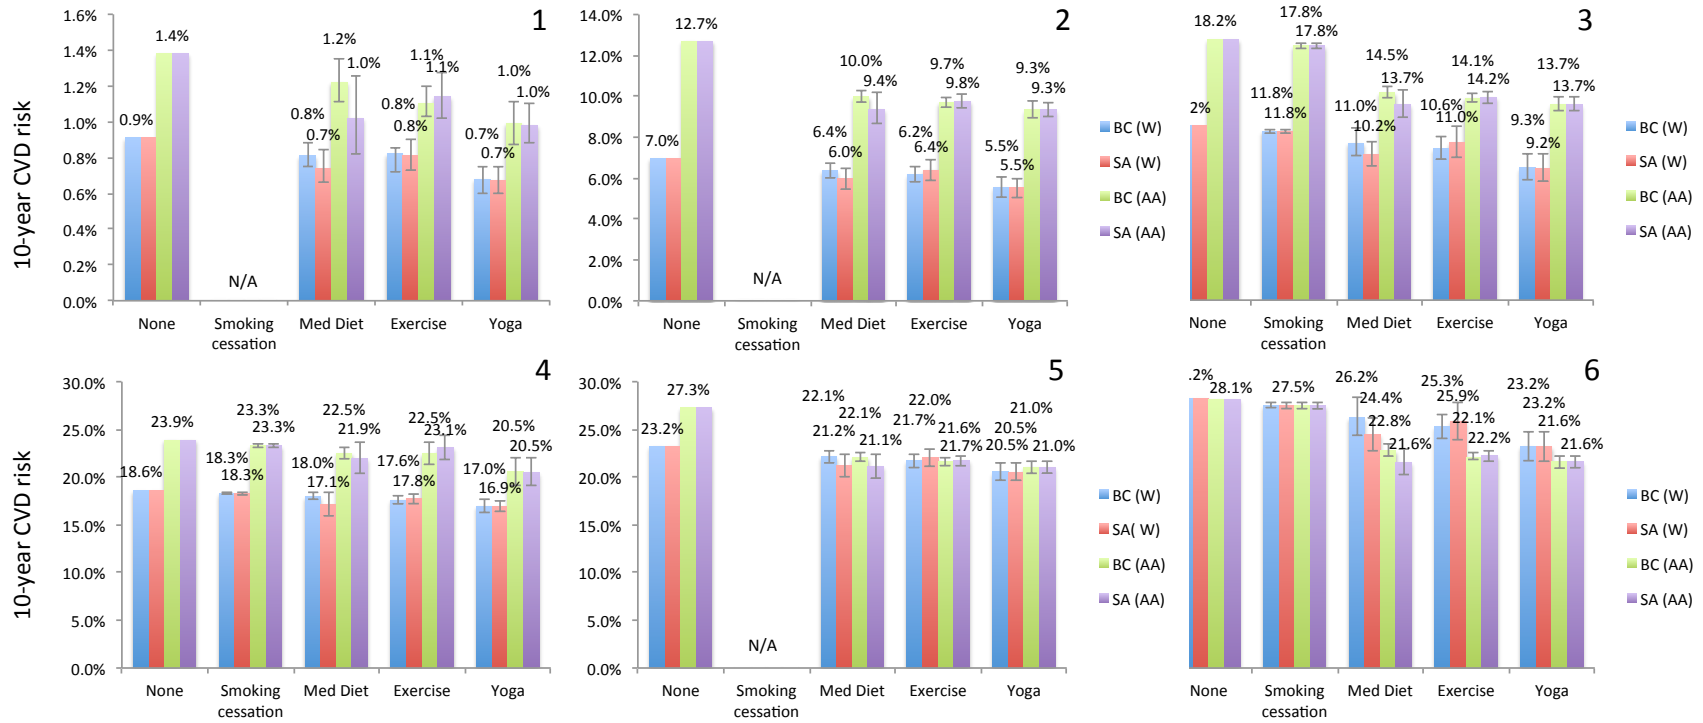 1
1.6%
1.4%
1.2%
1.0%
0.8%
0.6%
0.4%
0.2%
0.0%
10-year CVD risk
0.9%
1.4%
N/A
0.8%
0.7%
1.2%
1.0%
0.8%
0.8%
1.1%
1.1%
0.7%
0.7%
1.0%
1.0%
None
Smoking
cessation
Med Diet
Exercise
Yoga
2
14.0%
12.0%
10.0%
8.0%
6.0%
4.0%
2.0%
0.0%
7.0%
12.7%
N/A
6.4%
6.0%
10.0%
9.4%
6.2%
6.4%
9.7%
9.8%
5.5%
5.5%
9.3%
9.3%
None
Smoking
cessation
Med Diet
Exercise
Yoga
BC (W)
SA (W)
BC (AA)
SA (AA)
3
2%
18.2%
11.8%
11.8%
17.8%
17.8%
11.0%
10.2%
14.5%
13.7%
10.6%
11.0%
14.1%
14.2%
9.3%
9.2%
13.7%
13.7%
None
Smoking
cessation
Med Diet
Exercise
Yoga
BC (W)
SA (W)
BC (AA)
SA (AA)
4
30.0%
25.0%
20.0%
15.0%
10.0%
5.0%
0.0%
10-year CVD risk
18.6%
23.9%
18.3%
18.3%
23.3%
23.3%
18.0%
17.1%
22.5%
21.9%
17.6%
17.8%
22.5%
23.1%
17.0%
16.9%
20.5%
20.5%
None
Smoking
cessation
Med Diet
Exercise
Yoga
5
30.0%
25.0%
20.0%
15.0%
10.0%
5.0%
0.0%
23.2%
27.3%
N/A
22.1%
21.2%
22.1%
21.1%
21.7%
22.0%
21.6%
21.7%
20.5%
20.5%
21.0%
21.0%
None
Smoking
cessation
Med Diet
Exercise
Yoga
BC (W)
SA( W)
BC (AA)
SA (AA)
6
.2%
28.1%
27.5%
26.2%
24.4%
22.8%
21.6%
25.3%
25.9%
22.1%
22.2%
23.2%
23.2%
21.6%
21.6%
None
Smoking
cessation
Med Diet
Exercise
Yoga
BC (W)
SA (W)
BC (AA)
SA (AA)